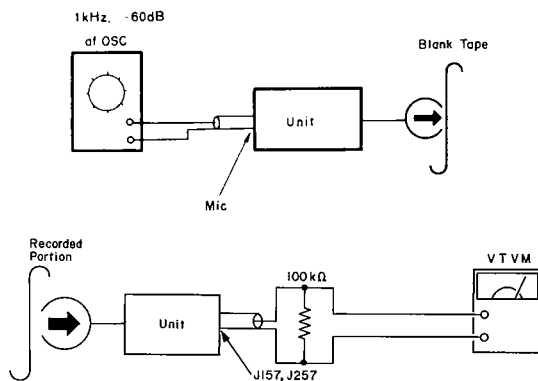 1kHz, -60dB
af OSC
Blank Tape
Unit
Mic
Recorded
Portion
VTVM
100kΩ
Unit
J157, J257